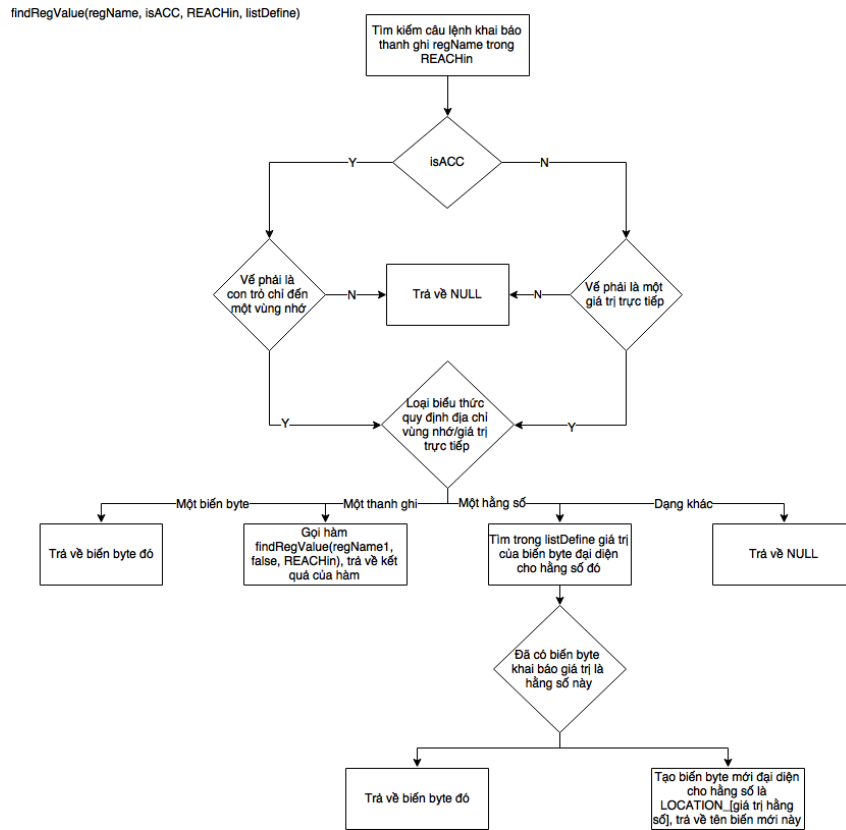 findRegValue(regName, isACC, REACHin, listDefine)
Tìm kiếm câu lệnh khai báo
thanh ghi regName trong
REACHin
isACC
Y
N
Vế phải là
con trỏ chỉ đến
một vùng nhớ
N
Trả về NULL
N
Vế phải là một
giá trị trực tiếp
Loại biểu thức
quy định địa chỉ
vùng nhớ/giá trị
trực tiếp
Y
Y
Một biến byte
Một thanh ghi
Một hằng số
Dạng khác
Trả về biến byte đó
Gọi hàm
findRegValue(regName1,
false, REACHin), trả về kết
quả của hàm
Tìm trong listDefine giá trị
của biến byte đại diện
cho hằng số đó
Trả về NULL
Đã có biến byte
khai báo giá trị là
hằng số này
Trả về biến byte đó
Tạo biến byte mới đại diện
cho hằng số là
LOCATION_[giá trị hằng
số], trả về tên biến mới này